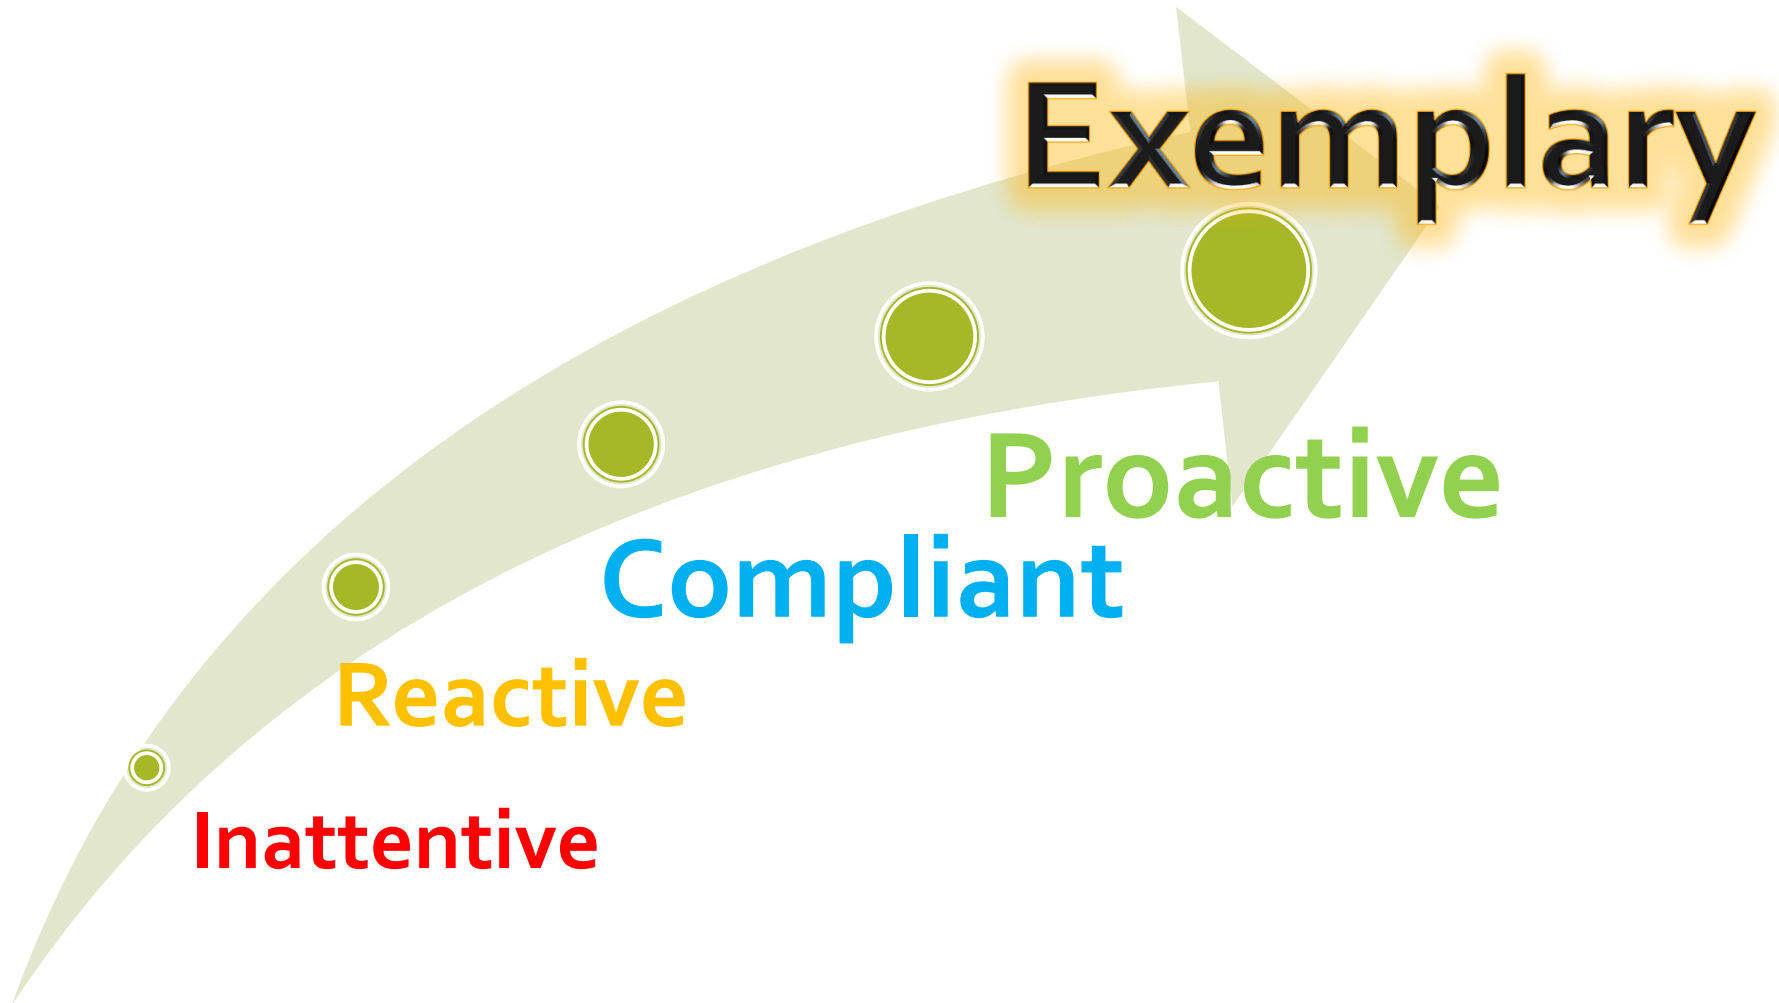 Exemplary
Proactive
Compliant
Reactive
Inattentive